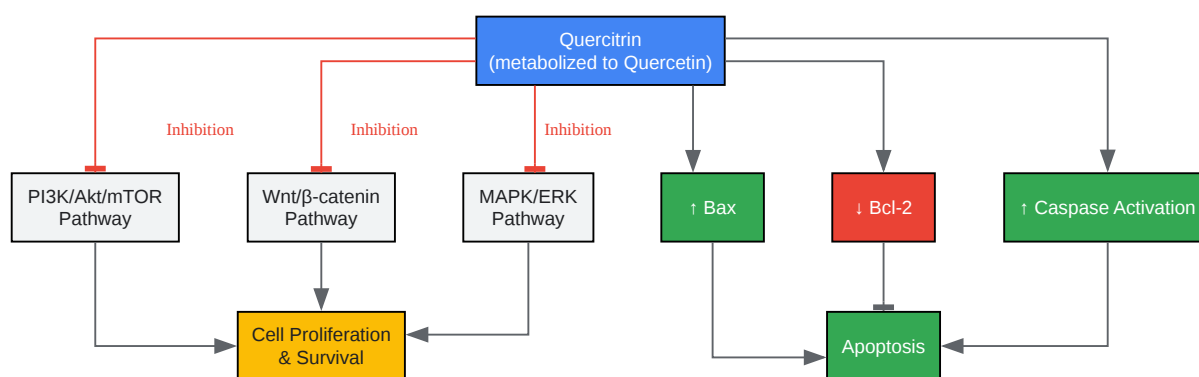 Quercitrin
(metabolized to Quercetin)
Inhibition
Inhibition
Inhibition
PI3K/Akt/mTOR
Pathway
Wnt/β-catenin
Pathway
MAPK/ERK
Pathway
↑ Bax
↓ Bcl-2
↑ Caspase Activation
Cell Proliferation
& Survival
Apoptosis